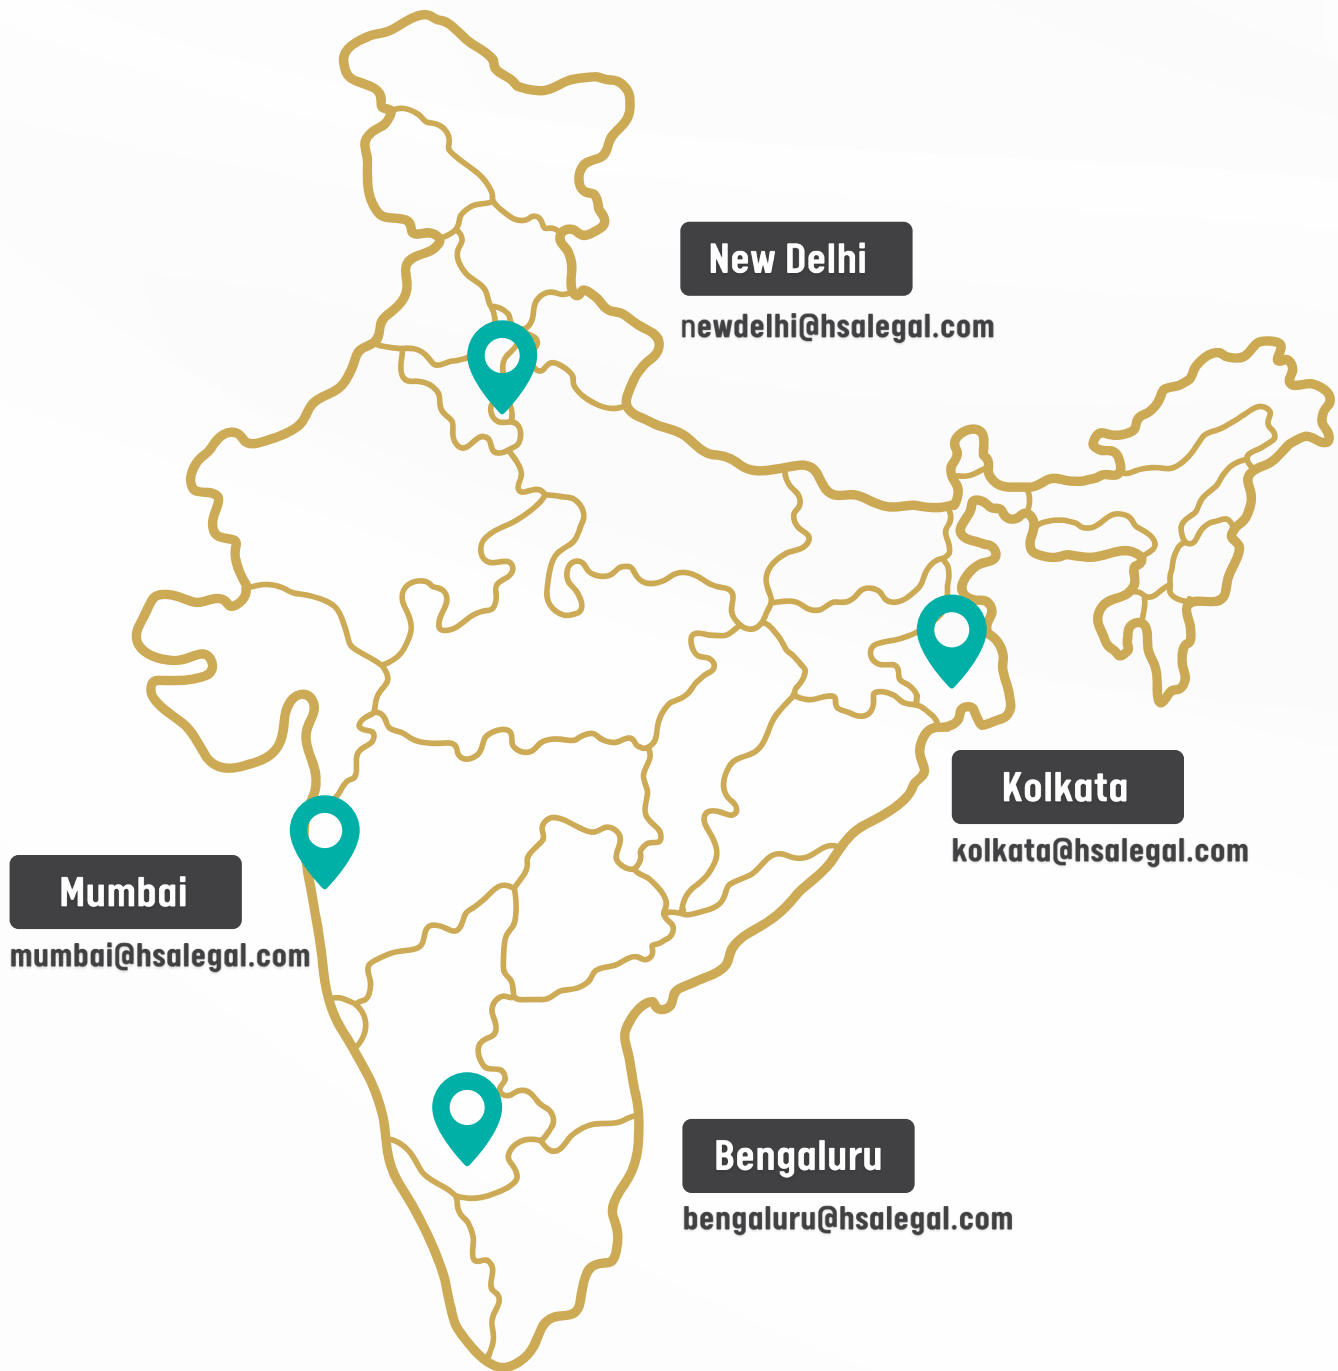 New Delhi
newdelhi@hsalegal.com
Kolkata
kolkata@hsalegal.com
Mumbai
mumbai@hsalegal.com
Bengaluru
bengaluru@hsalegal.com